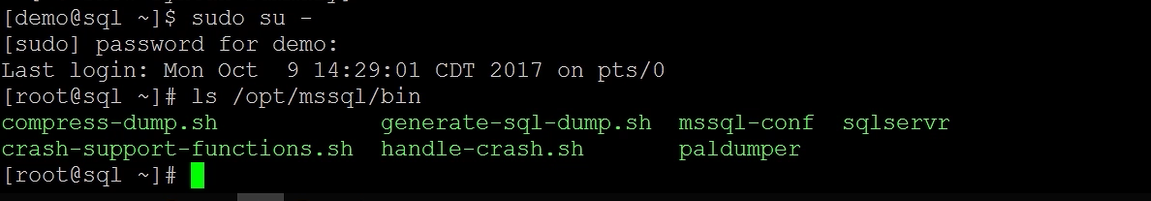 [demo@sql ~]$ sudo su -
[sudo] password for demo:
Last login: Mon Oct  9 14:29:01 CDT 2017 on pts/0
[root@sql ~]# ls /opt/mssql/bin
compress-dump.sh            generate-sql-dump.sh  mssql-conf  sqlservr
crash-support-functions.sh  handle-crash.sh       paldumper
[root@sql ~]#